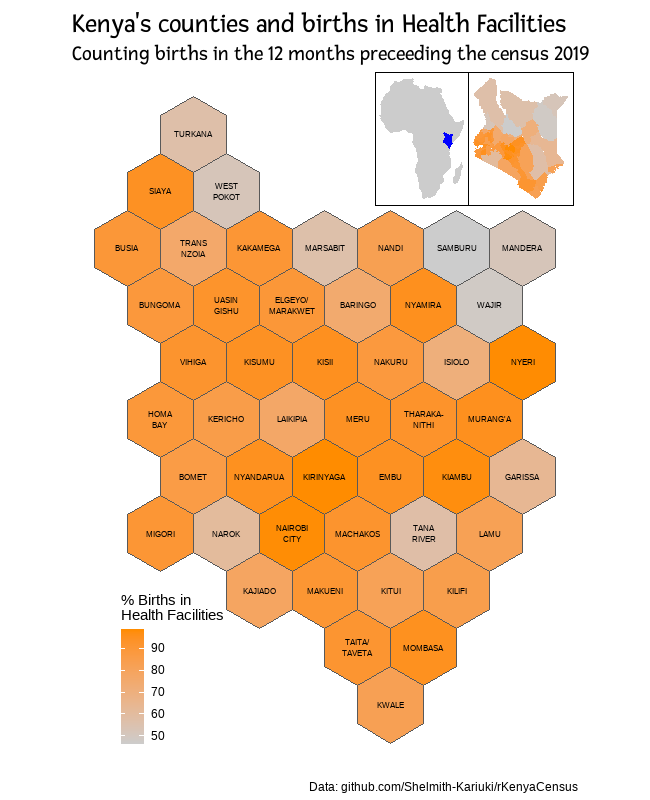 Kenya's counties and births in Health Facilities
Counting births in the 12 months preceeding the census 2019
TURKANA
SIAYA
WEST
POKOT
BUSIA
TRANS
NZOIA
KAKAMEGA
MARSABIT
NANDI
SAMBURU
MANDERA
BUNGOMA
UASIN
GISHU
ELGEYO/
MARAKWET
BARINGO
NYAMIRA
WAJIR
VIHIGA
KISUMU
KISII
NAKURU
ISIOLO
NYERI
HOMA
BAY
KERICHO
LAIKIPIA
MERU
THARAKA-
NITHI
MURANG'A
BOMET
NYANDARUA
KIRINYAGA
EMBU
KIAMBU
GARISSA
MIGORI
NAROK
NAIROBI
CITY
MACHAKOS
TANA
RIVER
LAMU
KAJIADO
MAKUENI
KITUI
KILIFI
TAITA/
TAVETA
MOMBASA
KWALE
% Births in
Health Facilities
90
80
70
60
50
Data: github.com/Shelmith-Kariuki/rKenyaCensus